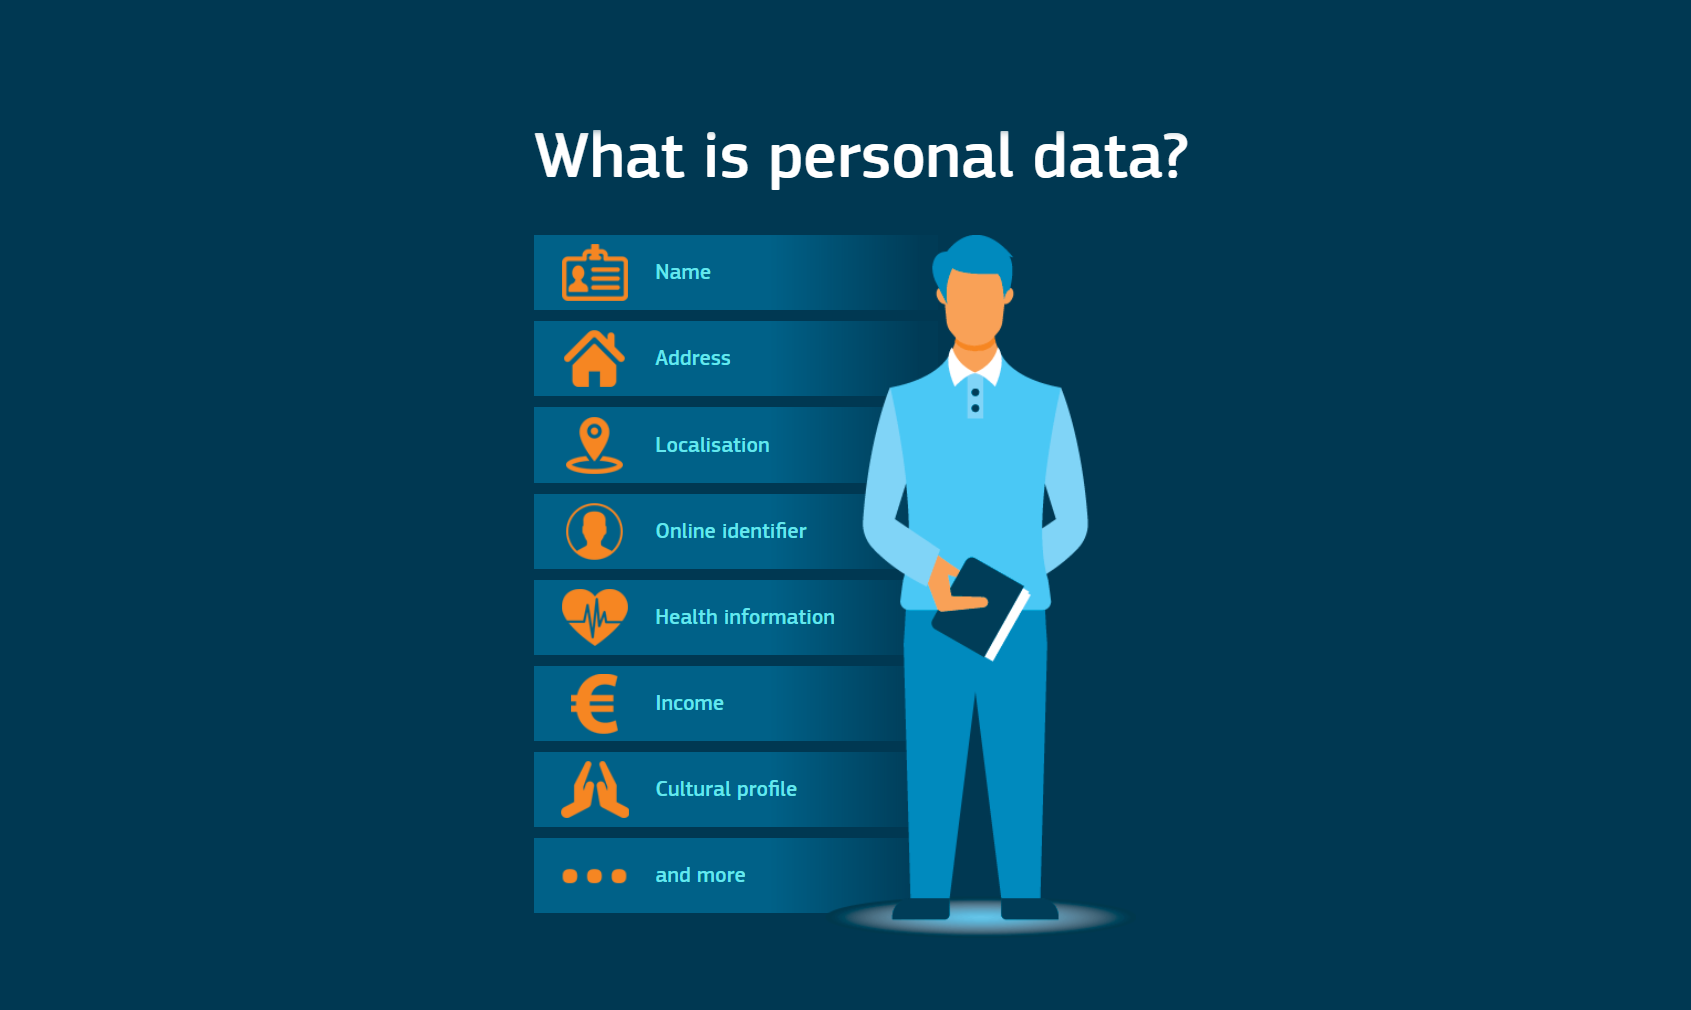 What is personal data?
Name
Address
Localisation
Online identifier
Health information
Income
Cultural profile
and more